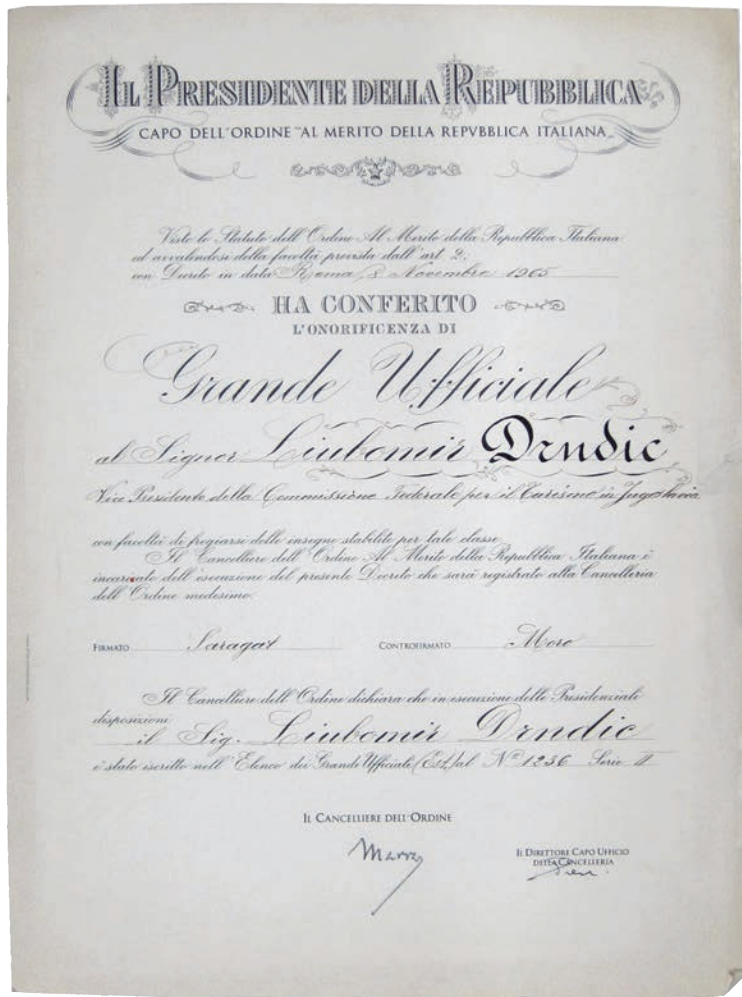 IL PRESIDENTE DELLA REPUBBLICA
CAPO DELL'ORDINE "AL MERITO DELLA REPVBBLICA ITALIANA„
Visto lo Statuto dell'Ordine Al Merito della Repubblica Italiana
ed avvalendosi della facoltà prevista dall'art 2;
con Decreto in data Roma, 8 Novembre 1965
HA CONFERITO
L'ONORIFICENZA DI
Grande Ufficiale
al Signor Liubomir Drndic
Vice Presidente della Commissione Federale per il Turismo in Jugoslavia
con facoltà di fregiarsi delle insegne stabilite per tale classe
Il Cancelliere dell'Ordine Al Merito della Repubblica Italiana è
incaricato dell'esecuzione del presente Decreto che sarà registrato alla Cancelleria
dell'Ordine medesimo.
FIRMATO Saragat CONTROFIRMATO Moro
Il Cancelliere dell'Ordine dichiara che in esecuzione delle Presidenziali
disposizioni
il Sig. Liubomir Drndic
è stato iscritto nell'Elenco dei Grandi Ufficiali (Est.) al N° 1236 Serie II
IL CANCELLIERE DELL'ORDINE
IL DIRETTORE CAPO UFFICIO
DELLA CANCELLERIA